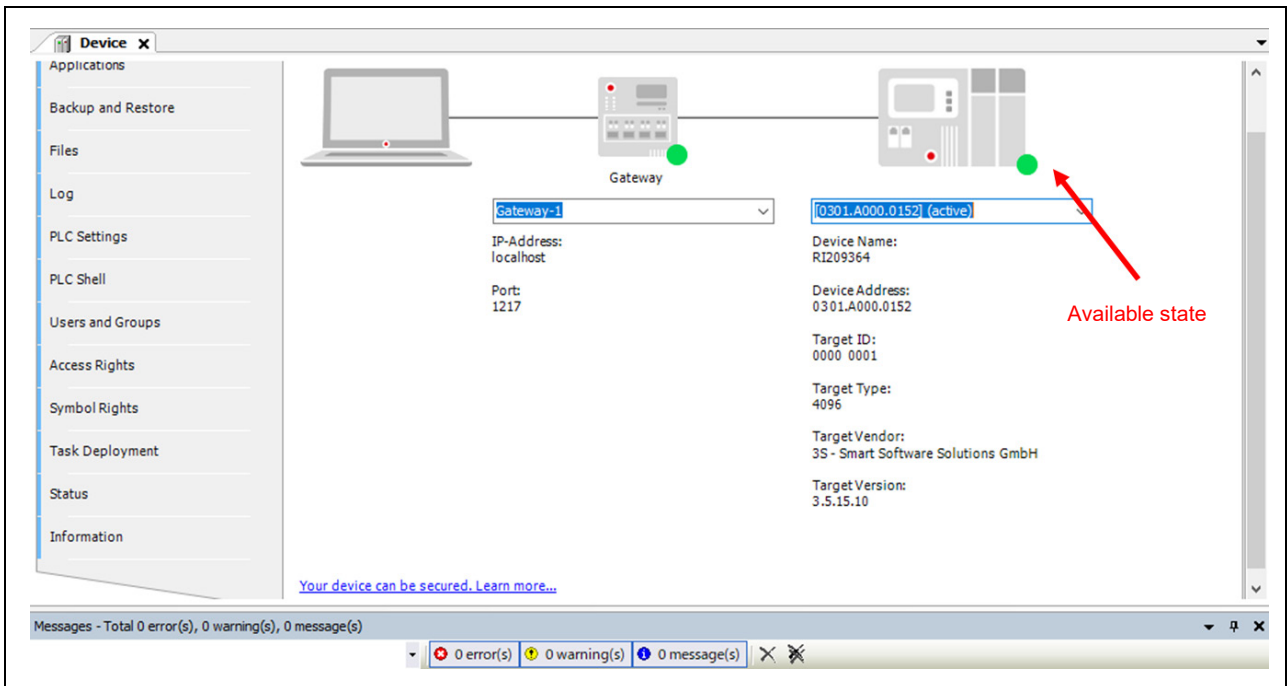 Device
Applications
Backup and Restore
Files
Log
PLC Settings
PLC Shell
Users and Groups
Access Rights
Symbol Rights
Task Deployment
Status
Information
Gateway
Gateway-1
IP-Address:
localhost
Port:
1217
[0301.A000.0152] (active)
Device Name:
RI209364
Device Address:
0301.A000.0152
Target ID:
0000 0001
Target Type:
4096
Target Vendor:
3S - Smart Software Solutions GmbH
Target Version:
3.5.15.10
Available state
Your device can be secured. Learn more...
Messages - Total 0 error(s), 0 warning(s), 0 message(s)
0 error(s) 0 warning(s) 0 message(s)